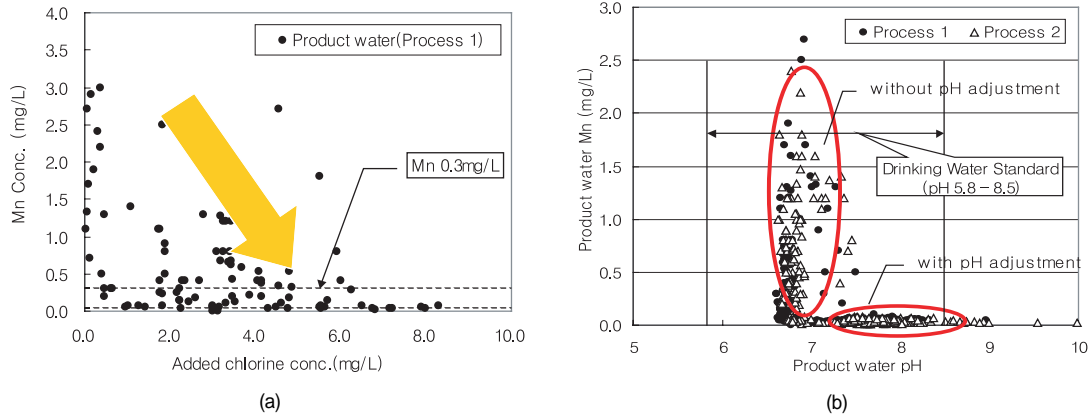 4.0
3.5
3.0
2.5
2.0
1.5
1.0
0.5
0.0
Mn Conc. (mg/L)
Product water(Process 1)
Mn 0.3mg/L
0.0 2.0 4.0 6.0 8.0 10.0
Added chlorine conc.(mg/L)
(a)
3.0
2.5
2.0
1.5
1.0
0.5
0.0
Product water Mn (mg/L)
Process 1 Process 2
without pH adjustment
Drinking Water Standard
(pH 5.8-8.5)
with pH adjustment
5 6 7 8 9 10
Product water pH
(b)